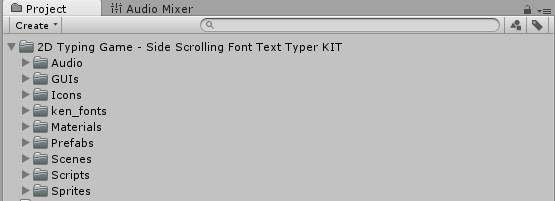 Project Audio Mixer
Create
2D Typing Game - Side Scrolling Font Text Typer KIT
Audio
GUIs
Icons
ken_fonts
Materials
Prefabs
Scenes
Scripts
Sprites